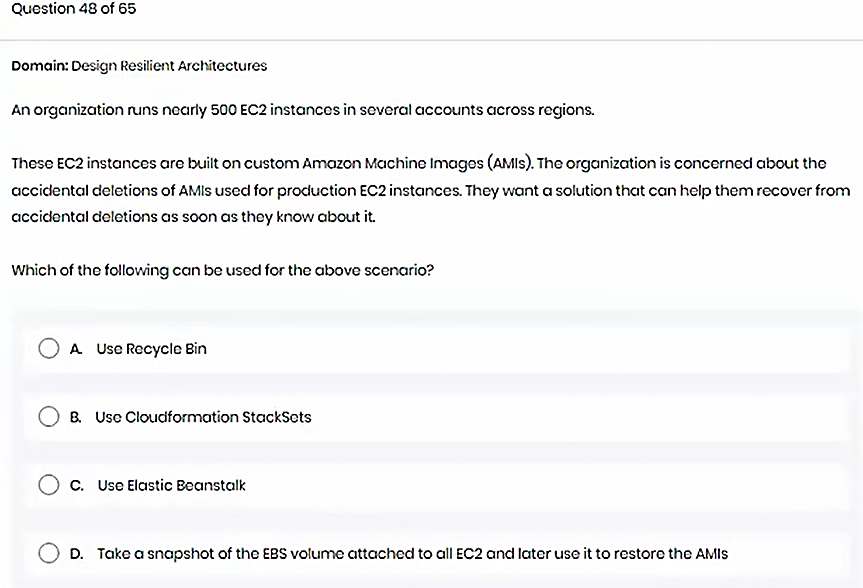 Question 48 of 65
Domain: Design Resilient Architectures
An organization runs nearly 500 EC2 instances in several accounts across regions.
These EC2 instances are built on custom Amazon Machine Images (AMIs). The organization is concerned about the
accidental deletions of AMIs used for production EC2 instances. They want a solution that can help them recover from
accidental deletions as soon as they know about it.
Which of the following can be used for the above scenario?
A. Use Recycle Bin
B. Use Cloudformation StackSets
C. Use Elastic Beanstalk
D. Take a snapshot of the EBS volume attached to all EC2 and later use it to restore the AMIs